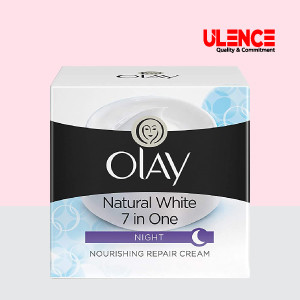 ULENCE
Quality & Commitment
OLAY
Natural White
7 in One
NIGHT
NOURISHING REPAIR CREAM